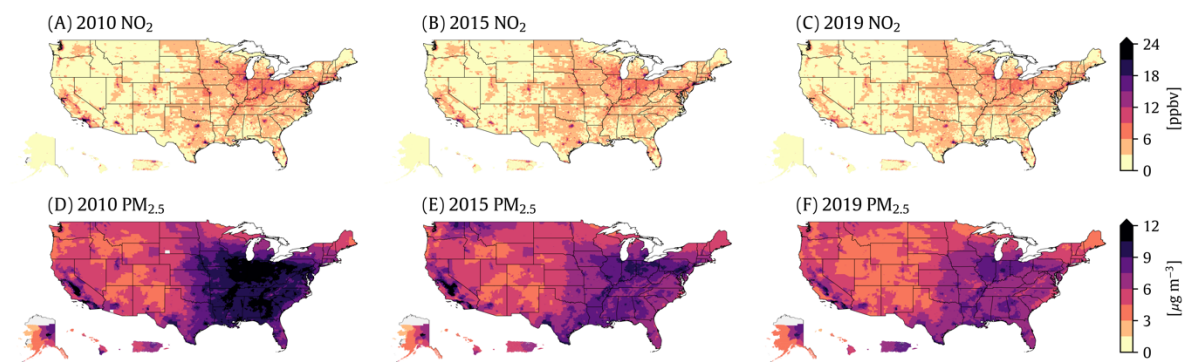 (A) 2010 NO₂
(B) 2015 NO₂
(C) 2019 NO₂
24
18
12
6
0
[ppbv]
(D) 2010 PM₂.₅
(E) 2015 PM₂.₅
(F) 2019 PM₂.₅
12
9
6
3
0
[μg m⁻³]